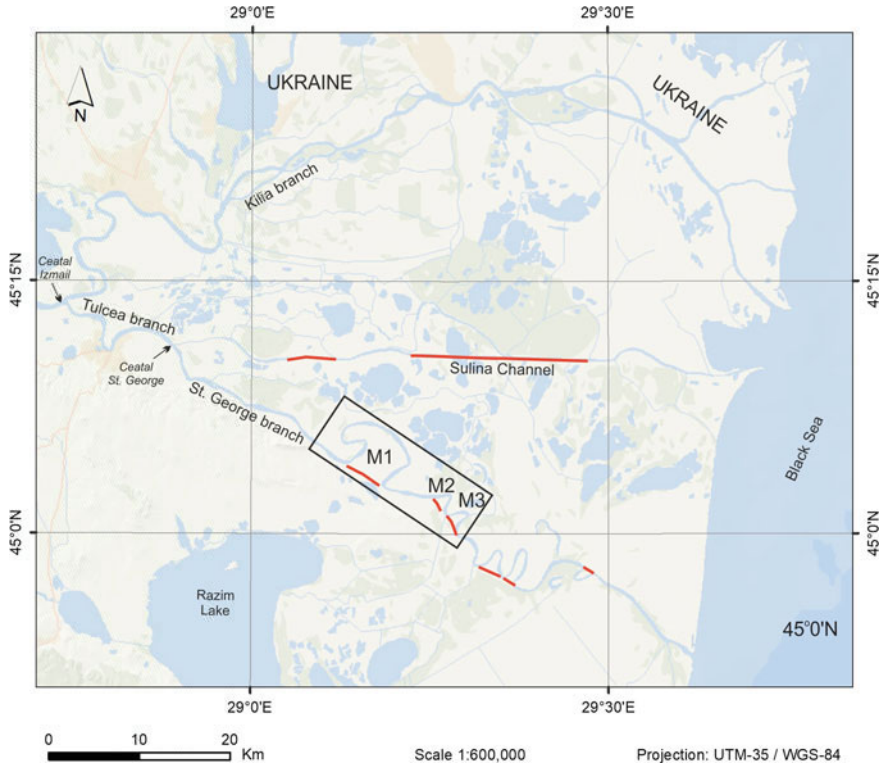 29°0'E
29°30'E
UKRAINE
UKRAINE
N
Kilia branch
45°15'N
45°15'N
Ceatal
Izmail
Tulcea branch
Ceatal
St. George
Sulina Channel
St. George branch
Black Sea
M1
M2
M3
45°0'N
45°0'N
Razim
Lake
45°0'N
29°0'E
29°30'E
0
10
20
Km
Scale 1:600,000
Projection: UTM-35 / WGS-84